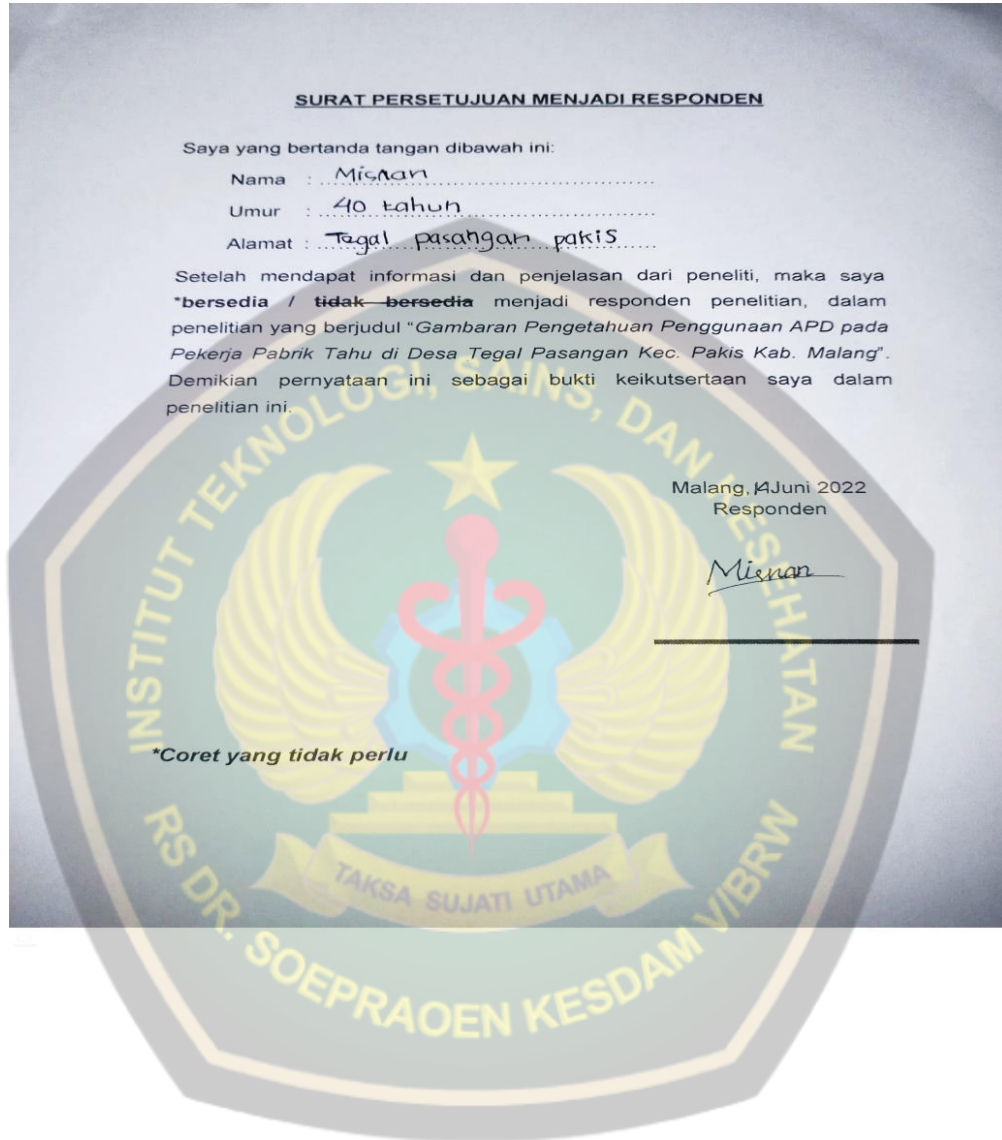 SURAT PERSETUJUAN MENJADI RESPONDEN
Saya yang bertanda tangan dibawah ini:
Nama : Misnan
Umur : 40 tahun
Alamat : Tegal pasangan pakis
Setelah mendapat informasi dan penjelasan dari peneliti, maka saya
*bersedia / tidak bersedia menjadi responden penelitian, dalam
penelitian yang berjudul "Gambaran Pengetahuan Penggunaan APD pada
Pekerja Pabrik Tahu di Desa Tegal Pasangan Kec. Pakis Kab. Malang".
Demikian pernyataan ini sebagai bukti keikutsertaan saya dalam
penelitian ini.
Malang, 14 Juni 2022
Responden
Misnan
*Coret yang tidak perlu
INSTITUT TEKNOLOGI, SAINS, DAN KESEHATAN
TAKSA SUJATI UTAMA
RS DR. SOEPRAOEN KESDAM V/BRW